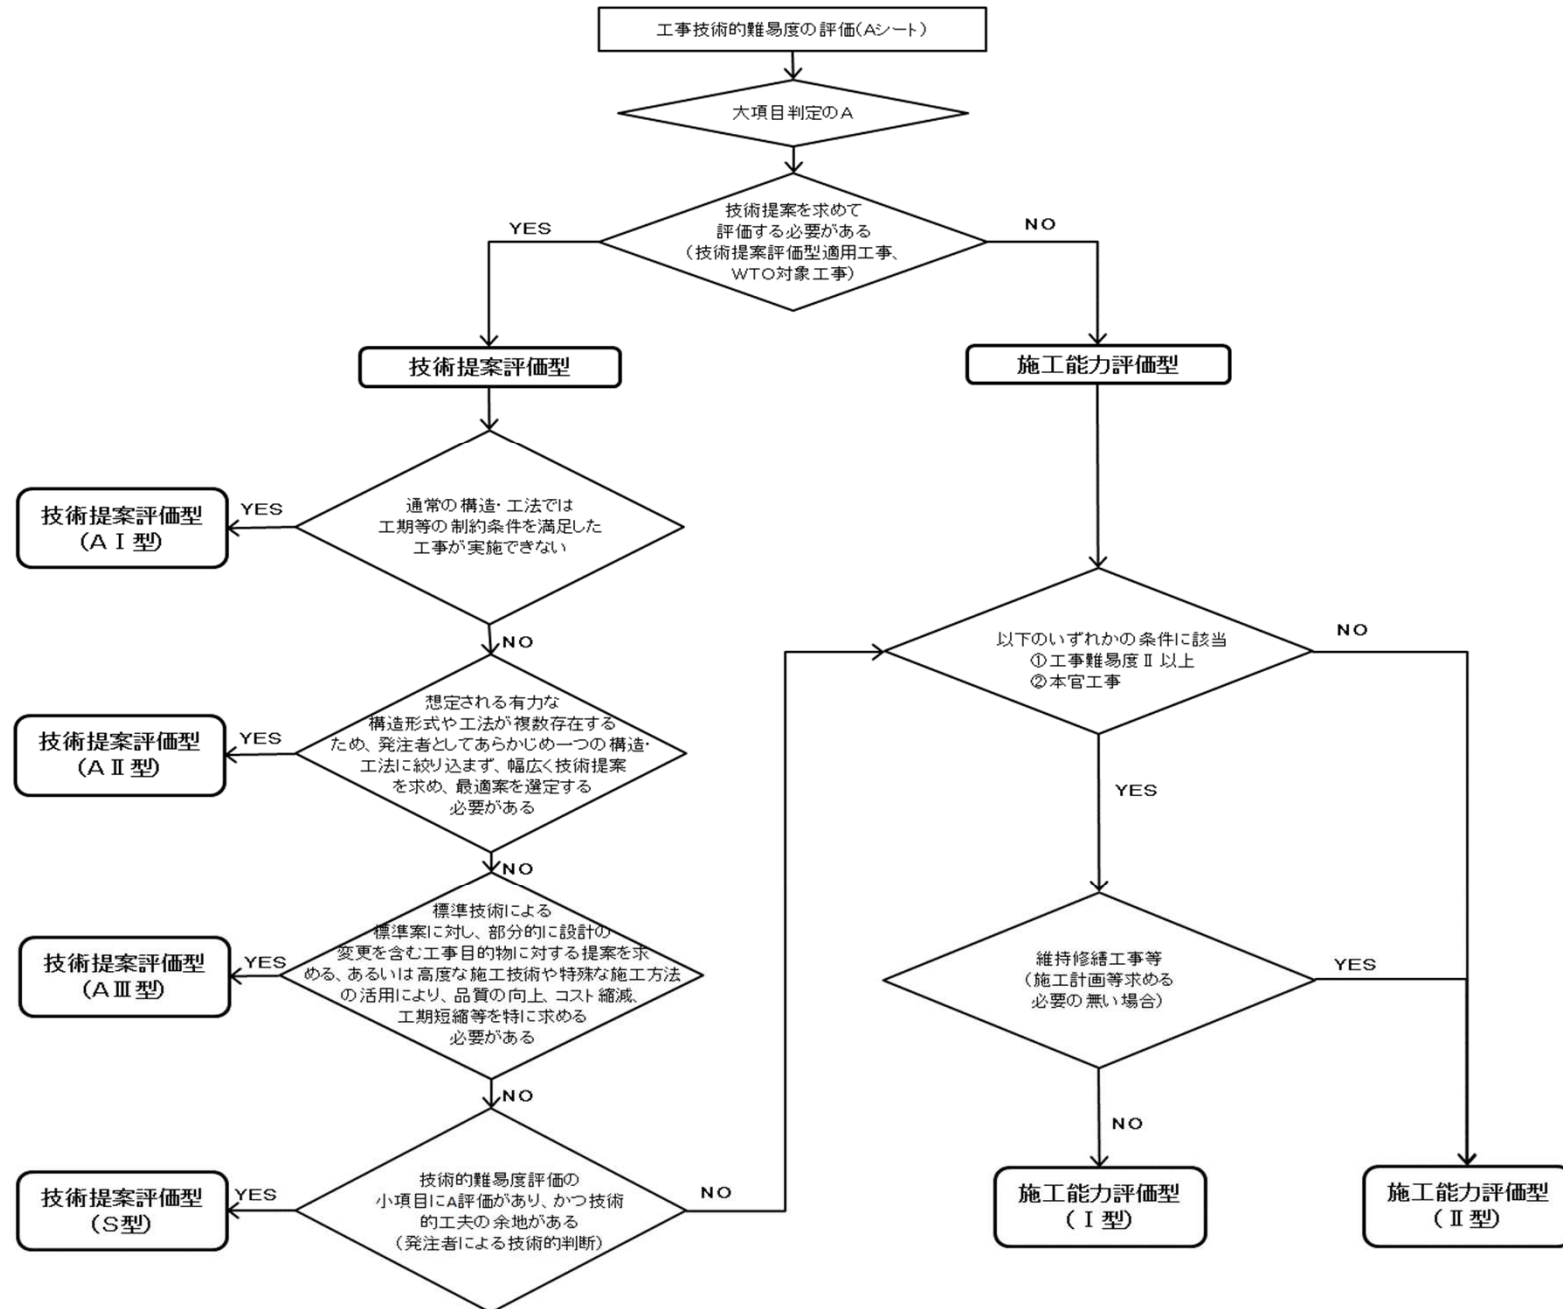 工事技術的難易度の評価(Aシート)
大項目判定のA
技術提案を求めて
評価する必要がある
(技術提案評価型適用工事、
WTO対象工事)
YES
NO
技術提案評価型
施工能力評価型
通常の構造・工法では
工期等の制約条件を満足した
工事が実施できない
YES
技術提案評価型
(AⅠ型)
NO
想定される有力な
構造形式や工法が複数存在する
ため、発注者としてあらかじめ一つの構造・
工法に絞り込まず、幅広く技術提案
を求め、最適案を選定する
必要がある
YES
技術提案評価型
(AⅡ型)
NO
標準技術による
標準案に対し、部分的に設計の
変更を含む工事目的物に対する提案を求
める、あるいは高度な施工技術や特殊な施工方法
の活用により、品質の向上、コスト縮減、
工期短縮等を特に求める
必要がある
YES
技術提案評価型
(AⅢ型)
NO
技術的難易度評価の
小項目にA評価があり、かつ技術
的工夫の余地がある
(発注者による技術的判断)
YES
技術提案評価型
(S型)
NO
以下のいずれかの条件に該当
①工事難易度Ⅱ以上
②本官工事
NO
YES
維持修繕工事等
(施工計画等求める
必要の無い場合)
YES
NO
施工能力評価型
(Ⅰ型)
施工能力評価型
(Ⅱ型)